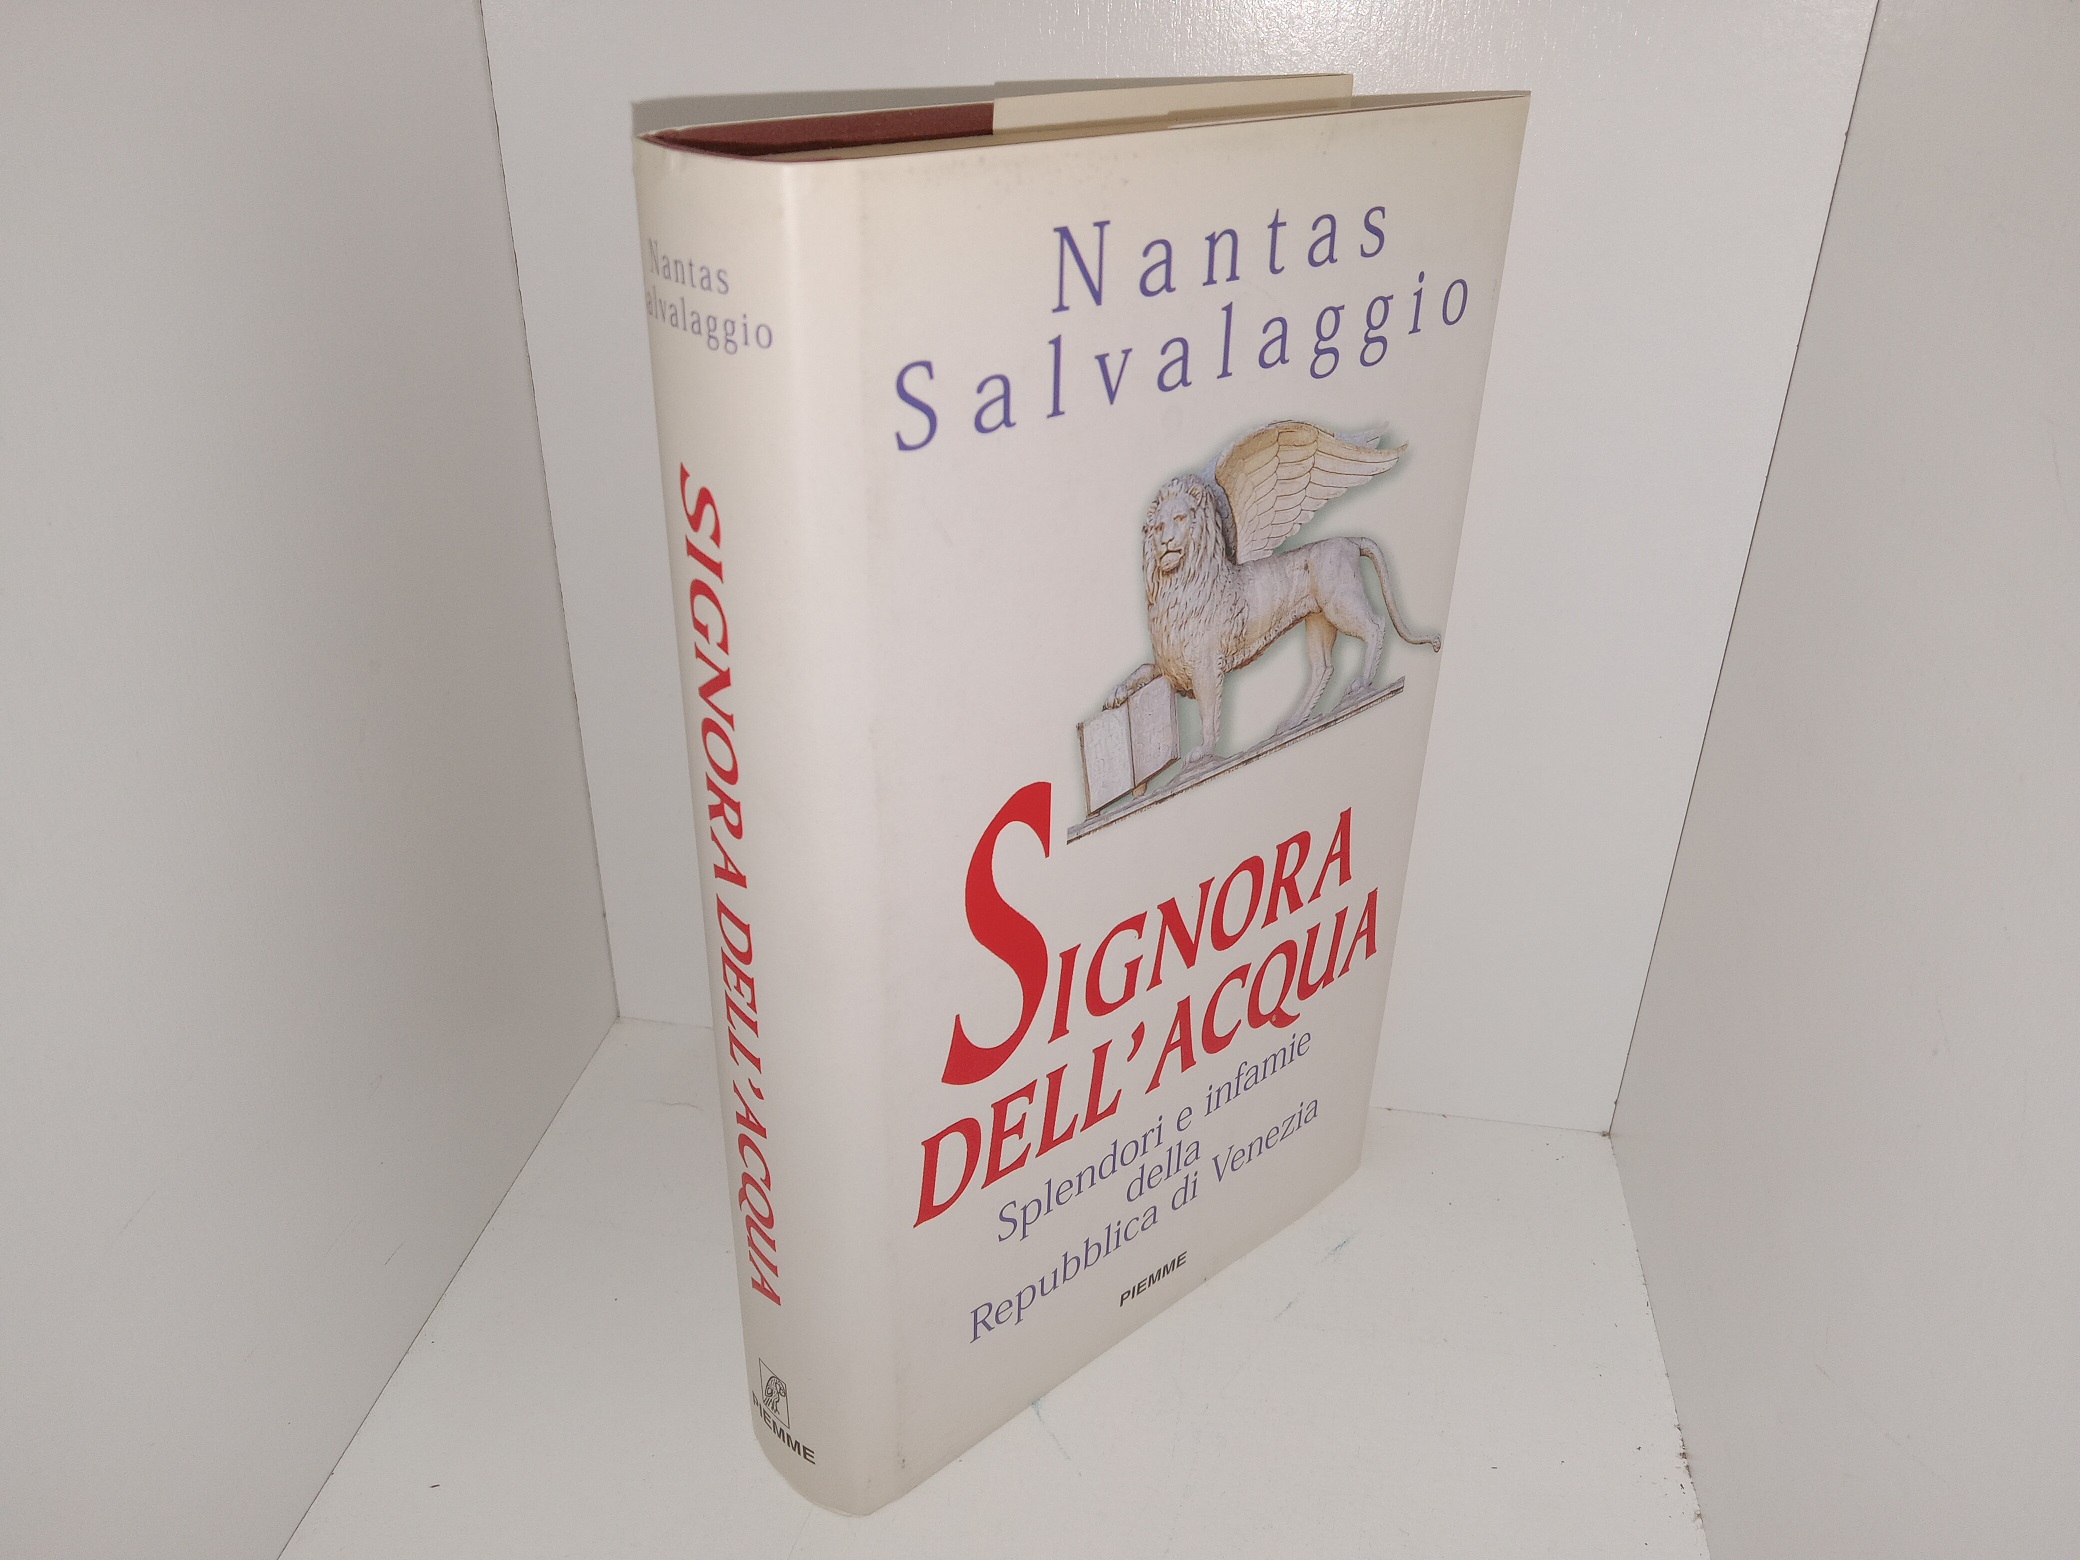 Nantas
Salvalaggio
SIGNORA DELL'ACQUA
PIEMME
Nantas
Salvalaggio
SIGNORA
DELL'ACQUA
Splendori e infamie
della
Repubblica di Venezia
PIEMME